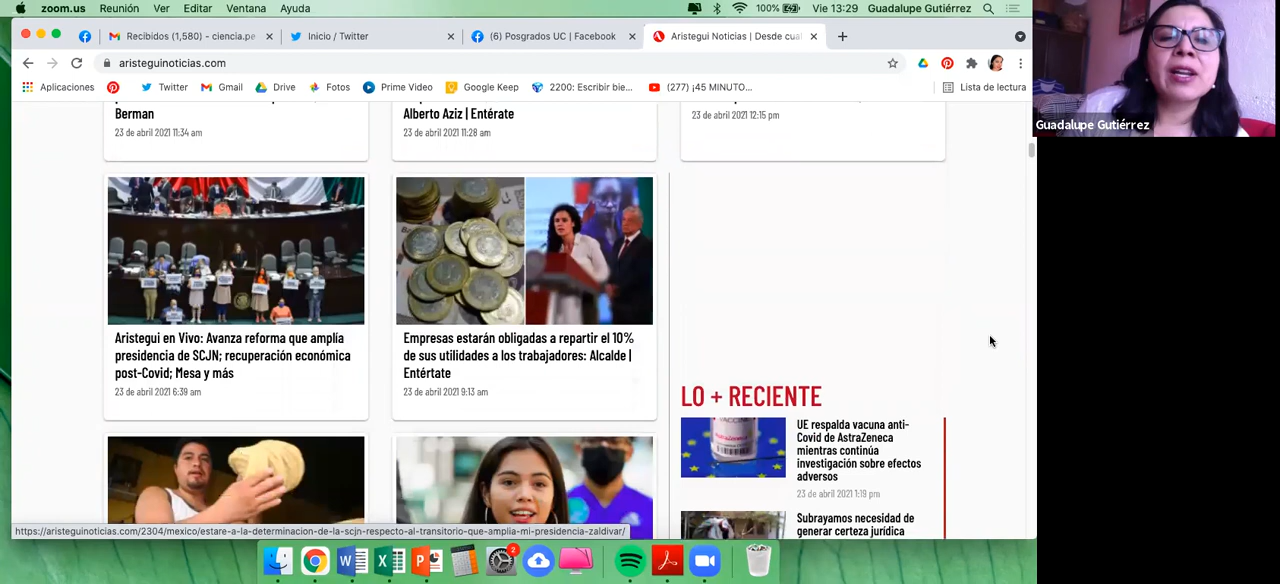 zoom.us Reunión Ver Editar Ventana Ayuda 100% Vie 13:29 Guadalupe Gutiérrez
Recibidos (1,580) - ciencia.pe Inicio / Twitter (6) Posgrados UC | Facebook Aristegui Noticias | Desde cual
aristeguinoticias.com
Aplicaciones Twitter Gmail Drive Fotos Prime Video Google Keep 2200: Escribir bie... (277) ¡45 MINUTO... Lista de lectura
Guadalupe Gutiérrez
Berman
23 de abril 2021 11:34 am
Alberto Aziz | Entérate
23 de abril 2021 11:28 am
23 de abril 2021 12:15 pm
Aristegui en Vivo: Avanza reforma que amplía
presidencia de SCJN; recuperación económica
post-Covid; Mesa y más
23 de abril 2021 6:39 am
Empresas estarán obligadas a repartir el 10%
de sus utilidades a los trabajadores: Alcalde |
Entérate
23 de abril 2021 9:13 am
LO + RECIENTE
UE respalda vacuna anti-
Covid de AstraZeneca
mientras continúa
investigación sobre efectos
adversos
23 de abril 2021 1:19 pm
Subrayamos necesidad de
generar certeza jurídica
https://aristeguinoticias.com/2304/mexico/estare-a-la-determinacion-de-la-scjn-respecto-al-transitorio-que-amplia-mi-presidencia-zaldivar/
2